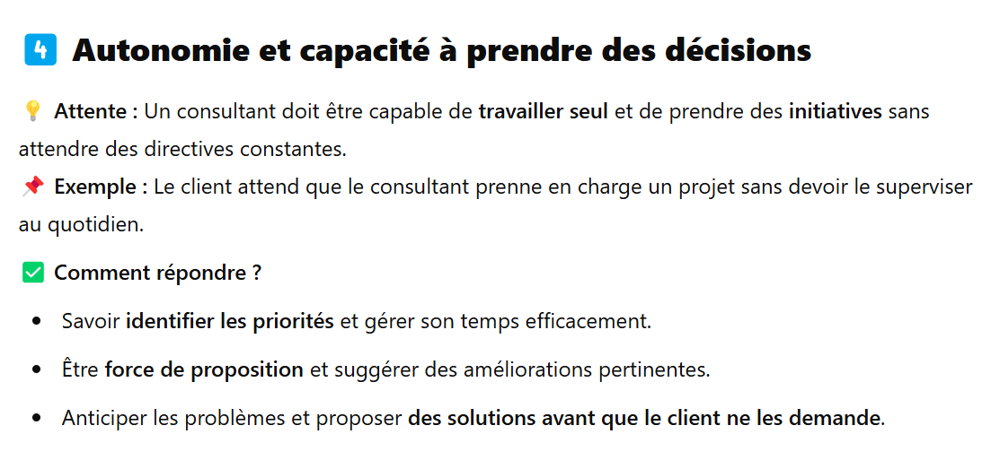 4 Autonomie et capacité à prendre des décisions
💡 Attente : Un consultant doit être capable de travailler seul et de prendre des initiatives sans
attendre des directives constantes.
📌 Exemple : Le client attend que le consultant prenne en charge un projet sans devoir le superviser
au quotidien.
✅ Comment répondre ?
• Savoir identifier les priorités et gérer son temps efficacement.
• Être force de proposition et suggérer des améliorations pertinentes.
• Anticiper les problèmes et proposer des solutions avant que le client ne les demande.